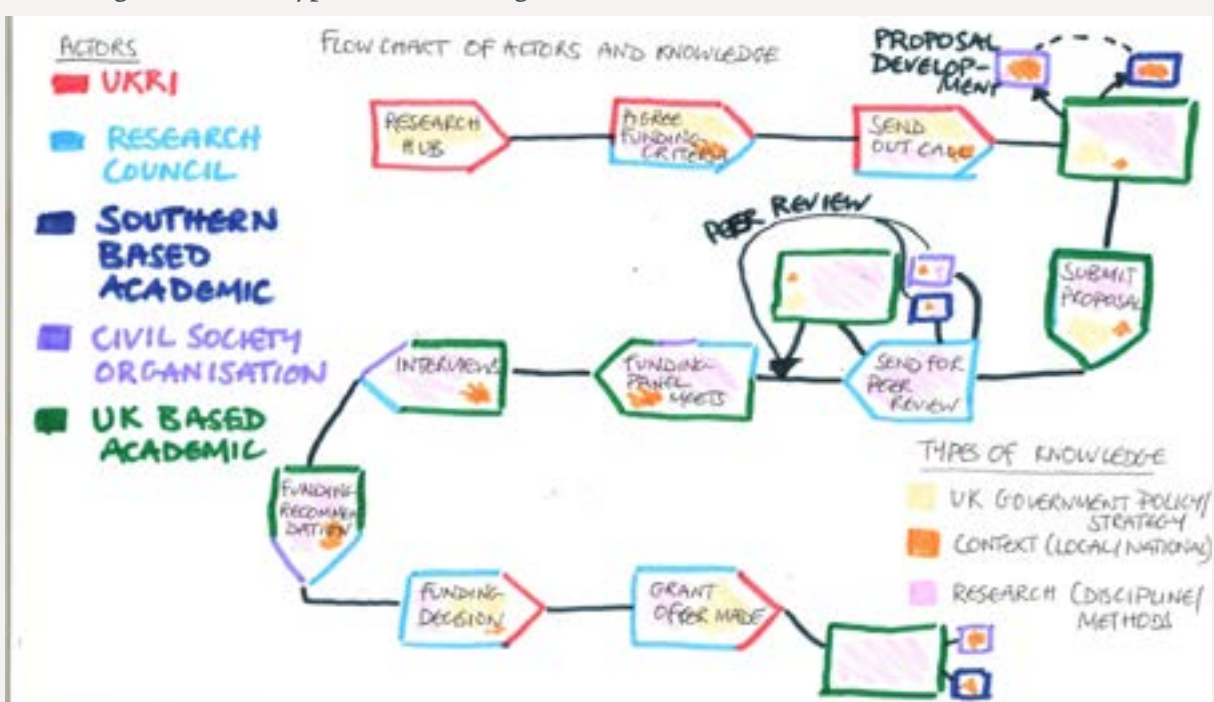 ACTORS
UKRI
RESEARCH
COUNCIL
SOUTHERN
BASED
ACADEMIC
CIVIL SOCIETY
ORGANISATION
UK BASED
ACADEMIC
FLOW CHART OF ACTORS AND KNOWLEDGE
RESEARCH
HUB
AGREE
FUNDING
CRITERIA
SEND
OUT CALL
PROPOSAL
DEVELOP-
MENT
SUBMIT
PROPOSAL
PEER REVIEW
SEND FOR
PEER
REVIEW
FUNDING
PANEL
MEETS
INTERVIEWS
FUNDING
RECOMMEN
DATION
FUNDING
DECISION
GRANT
OFFER MADE
TYPES OF KNOWLEDGE
UK GOVERNMENT POLICY/
STRATEGY
CONTEXT (LOCAL/NATIONAL)
RESEARCH (DISCIPLINE/
METHODS